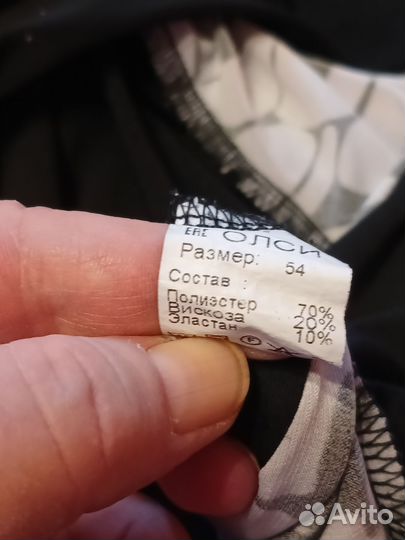 EAC ОЛСИ
Размер: 54
Состав :
Полиэстер 70%
Вискоза 20%
Эластан 10%
Avito